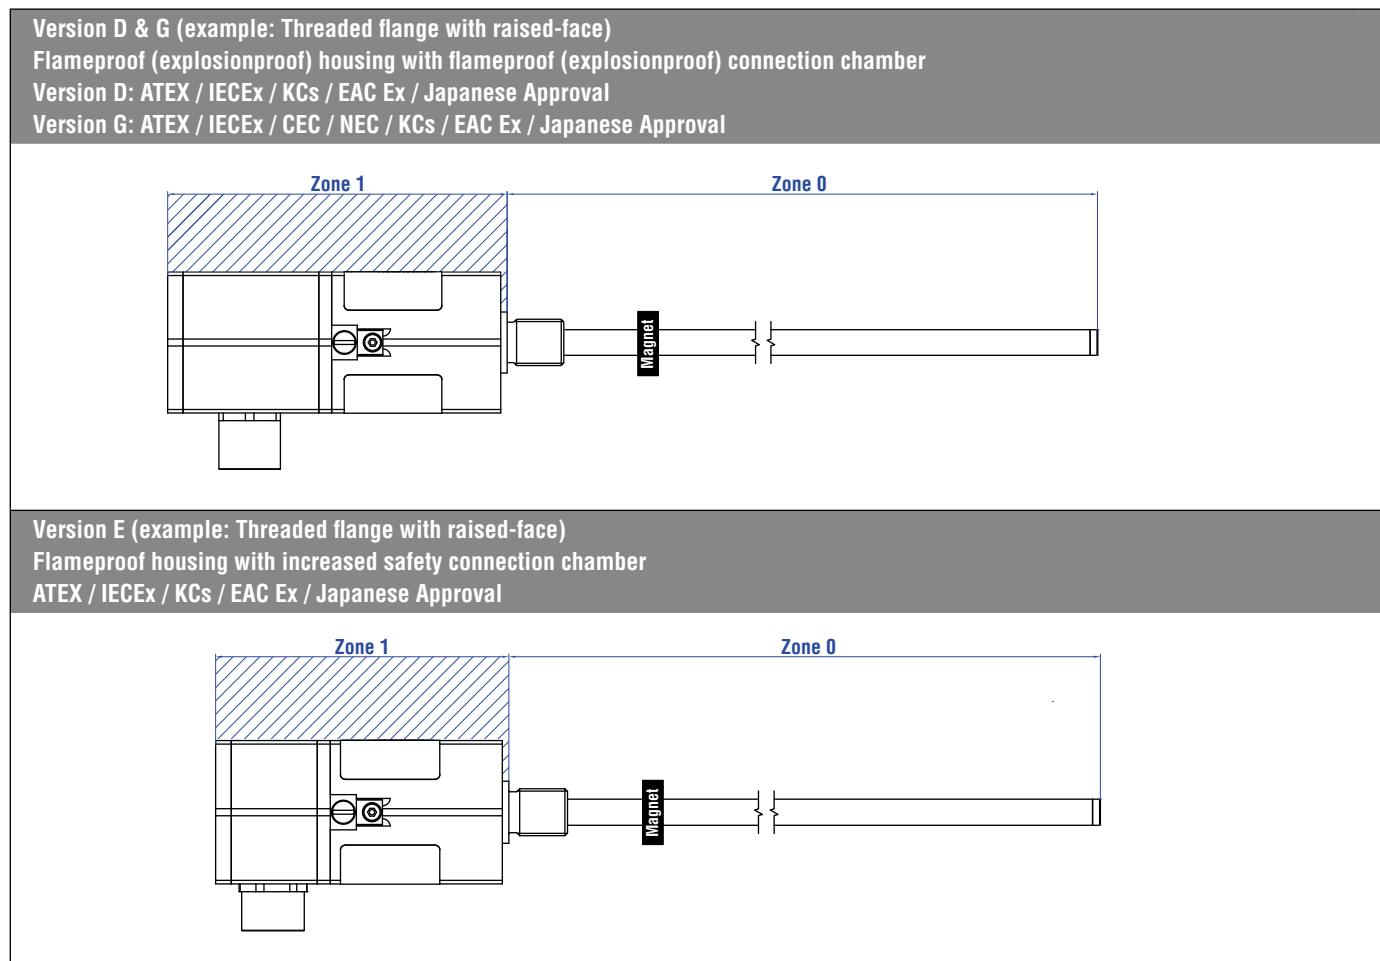 Version D & G (example: Threaded flange with raised-face)
Flameproof (explosionproof) housing with flameproof (explosionproof) connection chamber
Version D: ATEX / IECEx / KCs / EAC Ex / Japanese Approval
Version G: ATEX / IECEx / CEC / NEC / KCs / EAC Ex / Japanese Approval
Zone 1
Zone 0
Magnet
Version E (example: Threaded flange with raised-face)
Flameproof housing with increased safety connection chamber
ATEX / IECEx / KCs / EAC Ex / Japanese Approval
Zone 1
Zone 0
Magnet